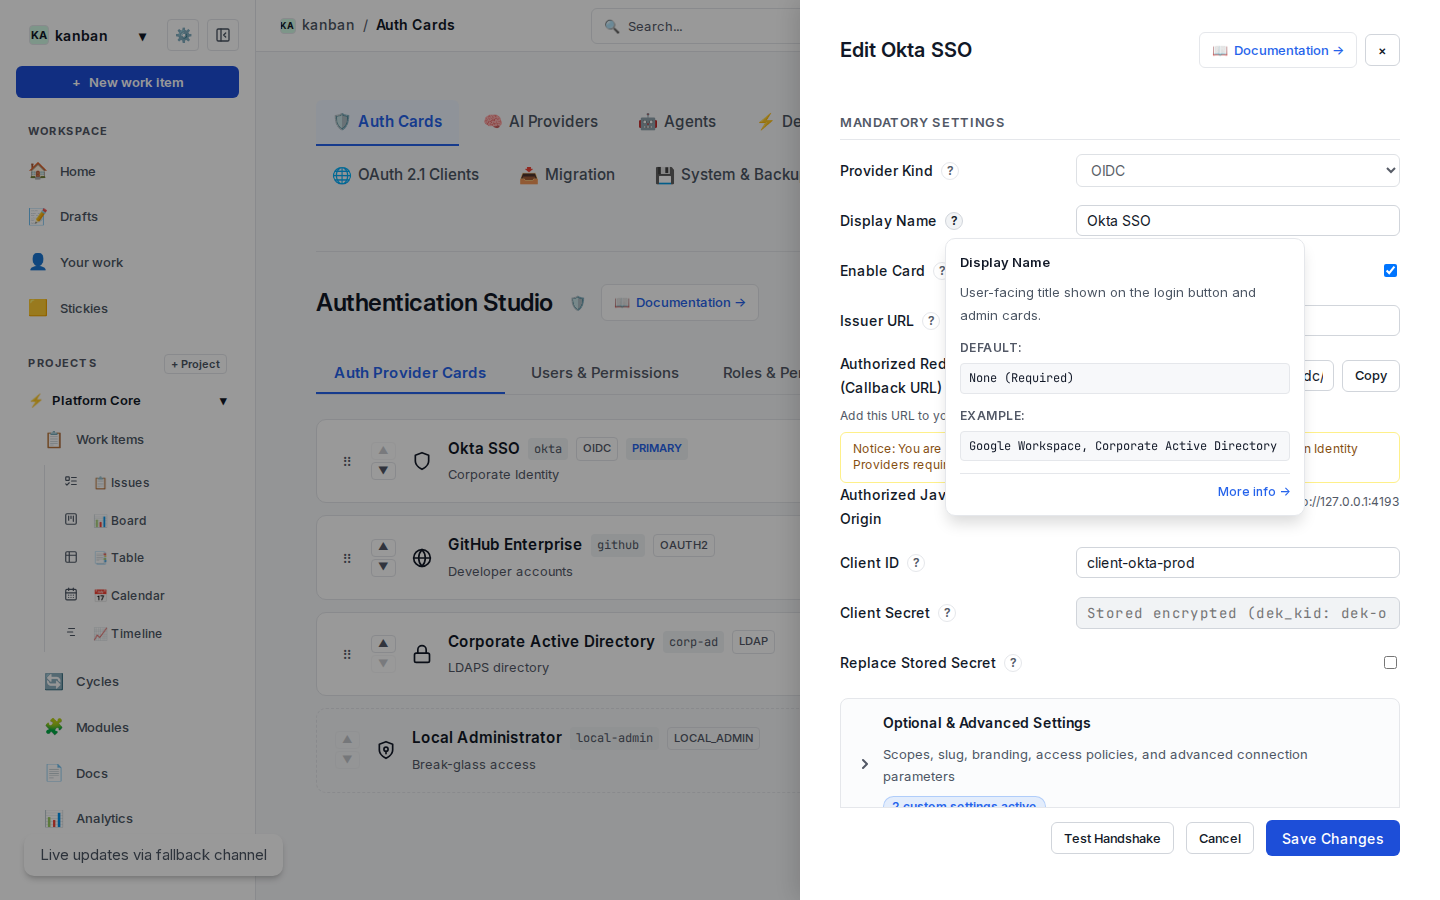 KA kanban
+ New work item
WORKSPACE
Home
Drafts
Your work
Stickies
PROJECTS
+ Project
Platform Core
Work Items
Issues
Board
Table
Calendar
Timeline
Cycles
Modules
Docs
Analytics
Live updates via fallback channel
KA kanban / Auth Cards
Search...
Auth Cards
AI Providers
Agents
De
OAuth 2.1 Clients
Migration
System & Backu
Authentication Studio
Documentation →
Auth Provider Cards
Users & Permissions
Roles & Per
Okta SSO okta OIDC PRIMARY
Corporate Identity
GitHub Enterprise github OAUTH2
Developer accounts
Corporate Active Directory corp-ad LDAP
LDAPS directory
Local Administrator local-admin LOCAL_ADMIN
Break-glass access
Edit Okta SSO
Documentation →
×
MANDATORY SETTINGS
Provider Kind ?
OIDC
Display Name ?
Okta SSO
Enable Card ?
Issuer URL ?
Authorized Red
(Callback URL)
dc/
Copy
Add this URL to yo
Notice: You are
n Identity
Providers requir
Authorized Jav
Origin
://127.0.0.1:4193
Display Name
User-facing title shown on the login button and
admin cards.
DEFAULT:
None (Required)
EXAMPLE:
Google Workspace, Corporate Active Directory
More info →
Client ID ?
client-okta-prod
Client Secret ?
Stored encrypted (dek_kid: dek-o
Replace Stored Secret ?
Optional & Advanced Settings
Scopes, slug, branding, access policies, and advanced connection
parameters
2 custom settings active
Test Handshake
Cancel
Save Changes